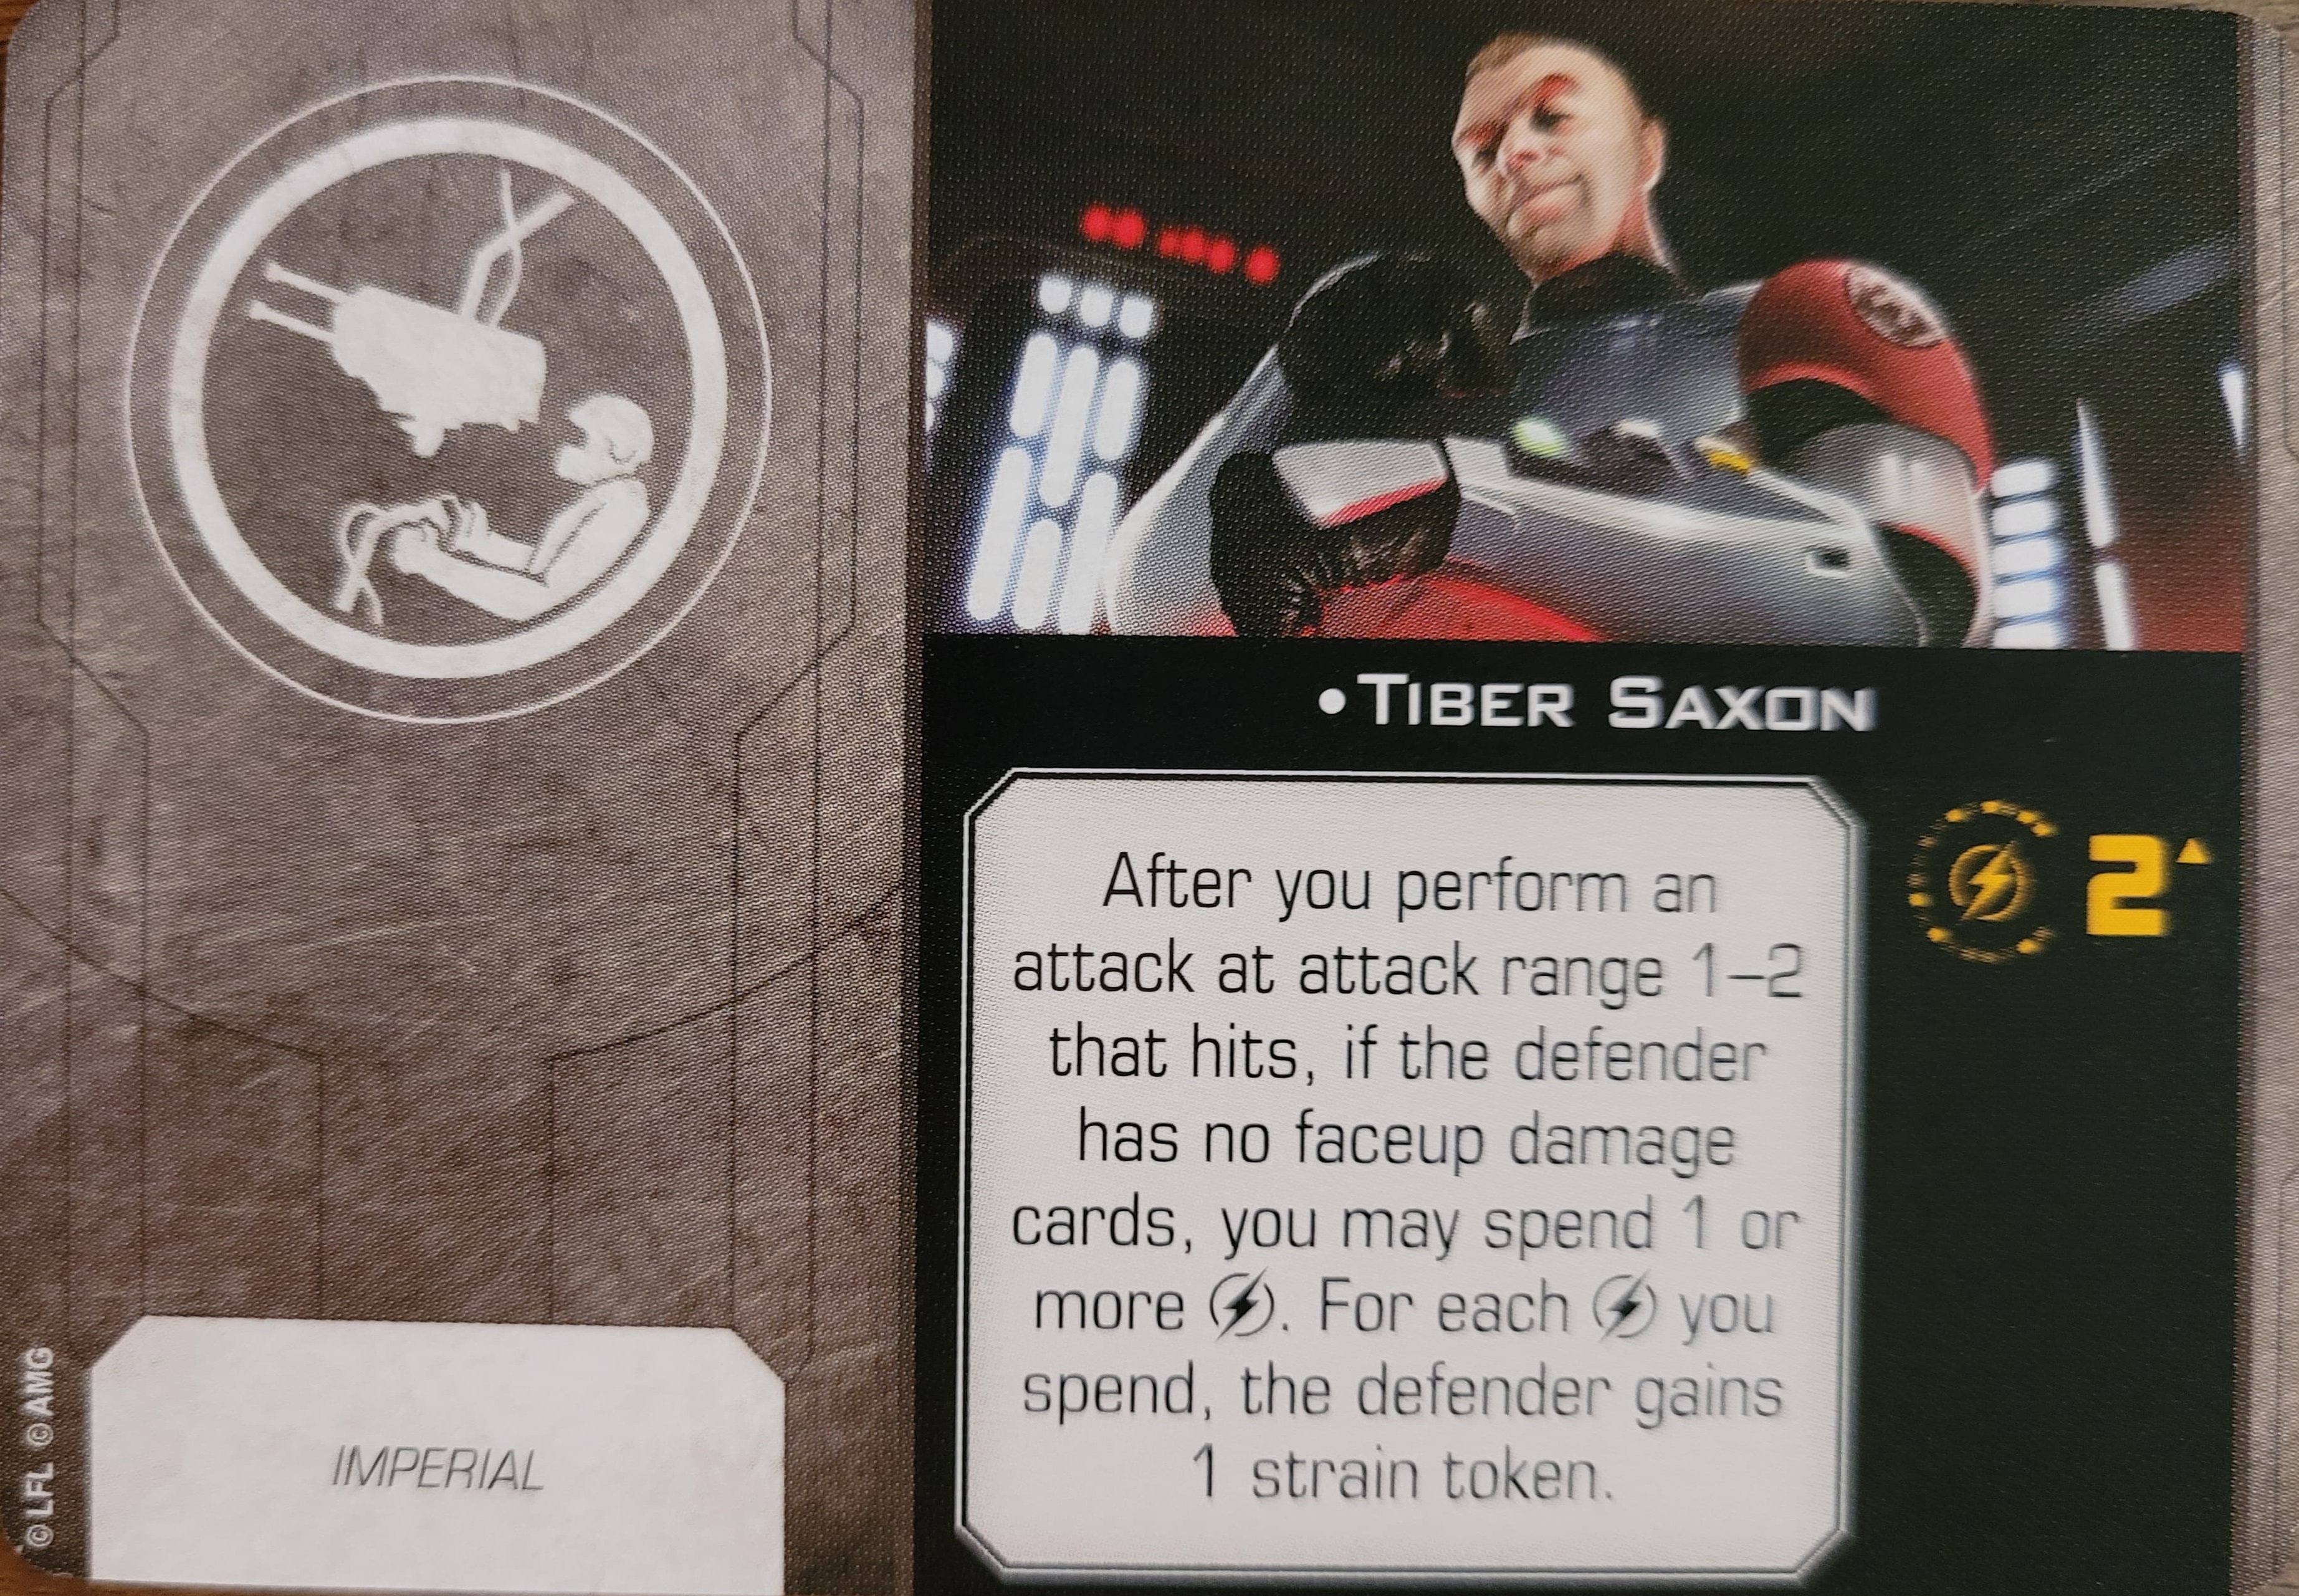 •TIBER SAXON
After you perform an
attack at attack range 1–2
that hits, if the defender
has no faceup damage
cards, you may spend 1 or
more . For each you
spend, the defender gains
1 strain token.
2
IMPERIAL
©LFL ©AMG